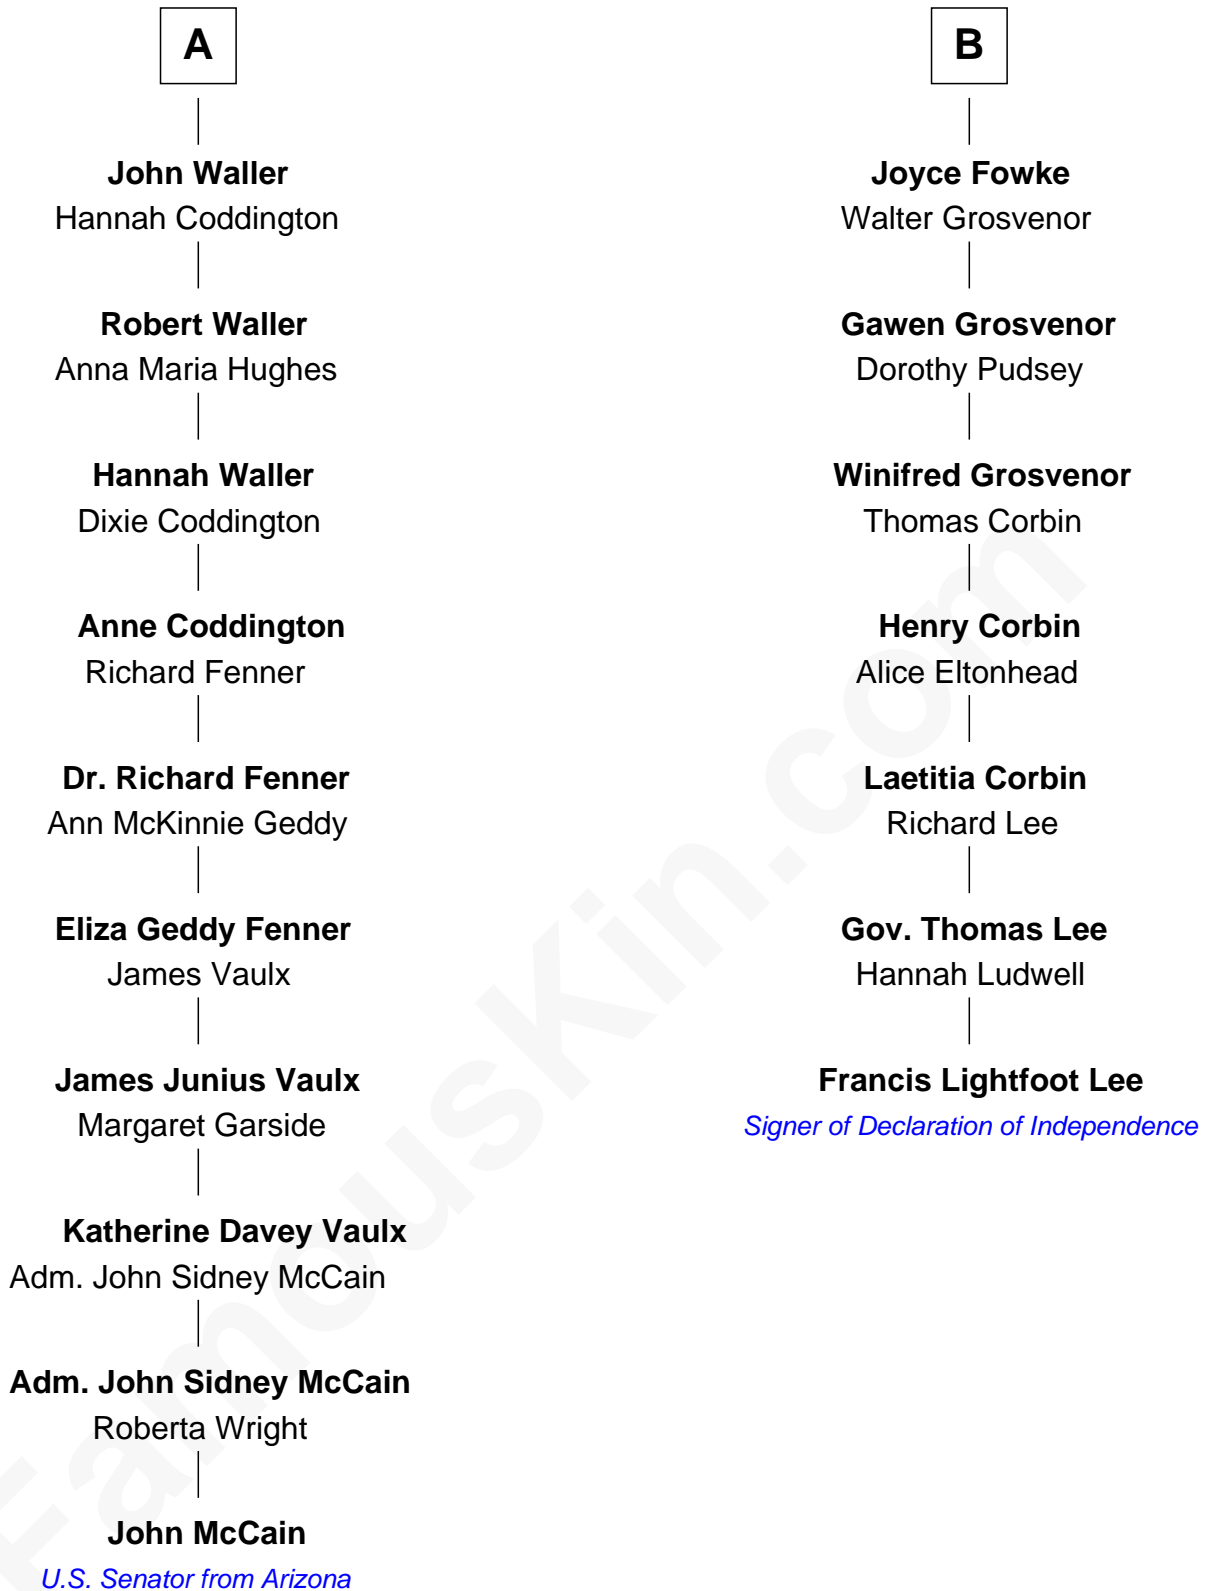 A
John Waller
Hannah Coddington
Robert Waller
Anna Maria Hughes
Hannah Waller
Dixie Coddington
Anne Coddington
Richard Fenner
Dr. Richard Fenner
Ann McKinnie Geddy
Eliza Geddy Fenner
James Vaulx
James Junius Vaulx
Margaret Garside
Katherine Davey Vaulx
Adm. John Sidney McCain
Adm. John Sidney McCain
Roberta Wright
John McCain
U.S. Senator from Arizona
B
Joyce Fowke
Walter Grosvenor
Gawen Grosvenor
Dorothy Pudsey
Winifred Grosvenor
Thomas Corbin
Henry Corbin
Alice Eltonhead
Laetitia Corbin
Richard Lee
Gov. Thomas Lee
Hannah Ludwell
Francis Lightfoot Lee
Signer of Declaration of Independence
FamousKin.com